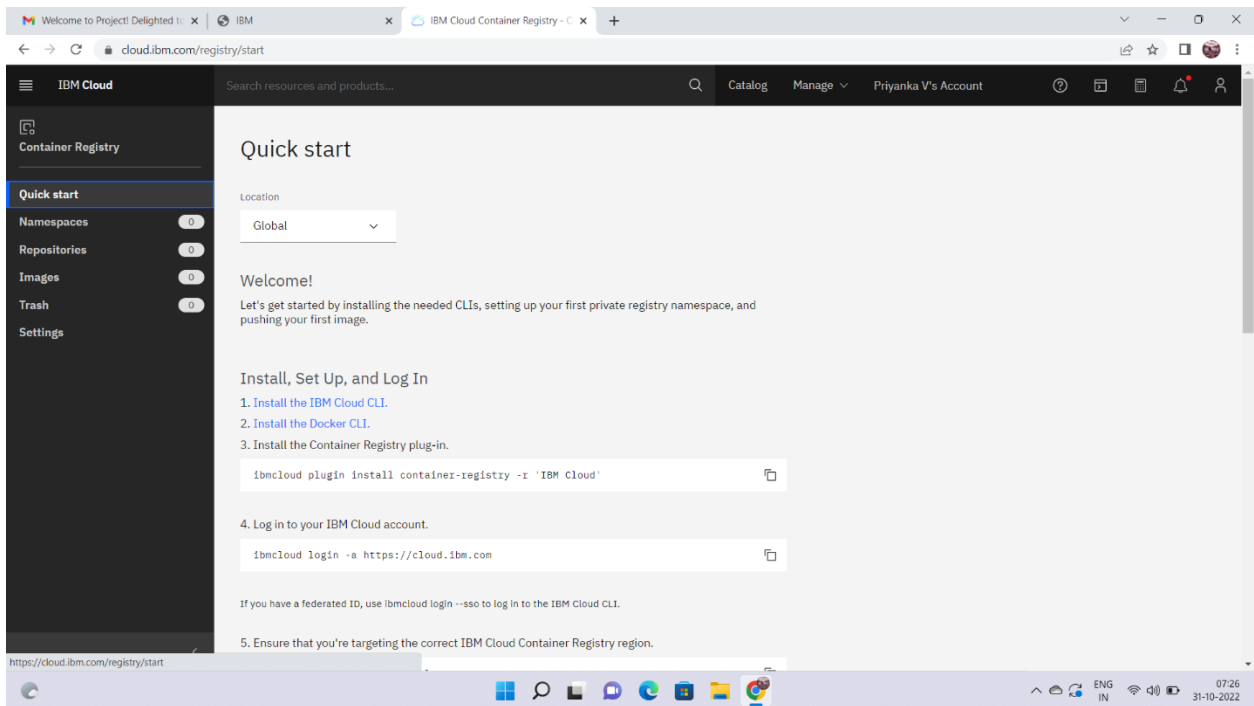 Welcome to Project! Delighted to
IBM
IBM Cloud Container Registry - C
cloud.ibm.com/registry/start
IBM Cloud
Search resources and products...
Catalog
Manage
Priyanka V's Account
Container Registry
Quick start
Namespaces 0
Repositories 0
Images 0
Trash 0
Settings
Quick start
Location
Global
Welcome!
Let's get started by installing the needed CLIs, setting up your first private registry namespace, and
pushing your first image.
Install, Set Up, and Log In
1. Install the IBM Cloud CLI.
2. Install the Docker CLI.
3. Install the Container Registry plug-in.
ibmcloud plugin install container-registry -r 'IBM Cloud'
4. Log in to your IBM Cloud account.
ibmcloud login -a https://cloud.ibm.com
If you have a federated ID, use ibmcloud login --sso to log in to the IBM Cloud CLI.
5. Ensure that you're targeting the correct IBM Cloud Container Registry region.
https://cloud.ibm.com/registry/start
ENG
IN
07:26
31-10-2022